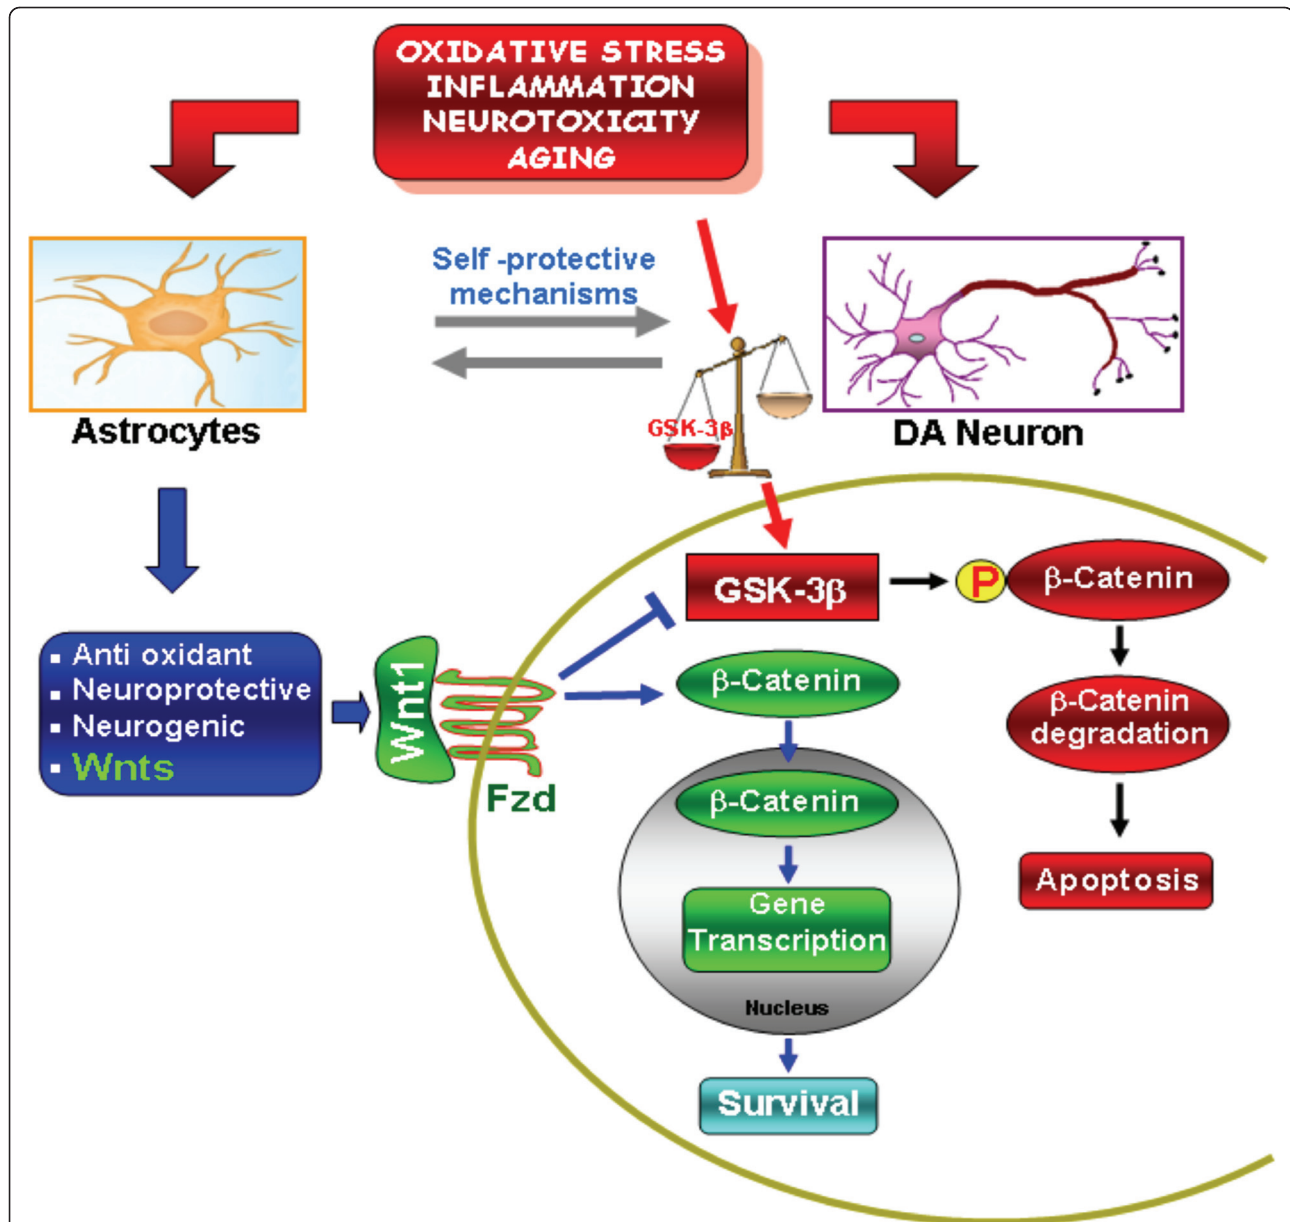 OXIDATIVE STRESS
INFLAMMATION
NEUROTOXICITY
AGING
Self -protective
mechanisms
Astrocytes
GSK-3β
DA Neuron
▪ Anti oxidant
▪ Neuroprotective
▪ Neurogenic
▪ Wnts
Wnt1
Fzd
GSK-3β
P
β-Catenin
β-Catenin
β-Catenin
degradation
β-Catenin
Apoptosis
Gene
Transcription
Nucleus
Survival